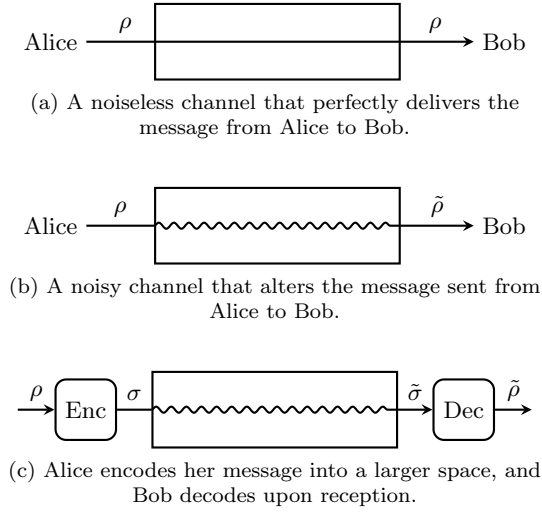 ρ ρ
Alice Bob
(a) A noiseless channel that perfectly delivers the
message from Alice to Bob.
ρ ρ̃
Alice Bob
(b) A noisy channel that alters the message sent from
Alice to Bob.
ρ σ σ̃ ρ̃
Enc Dec
(c) Alice encodes her message into a larger space, and
Bob decodes upon reception.